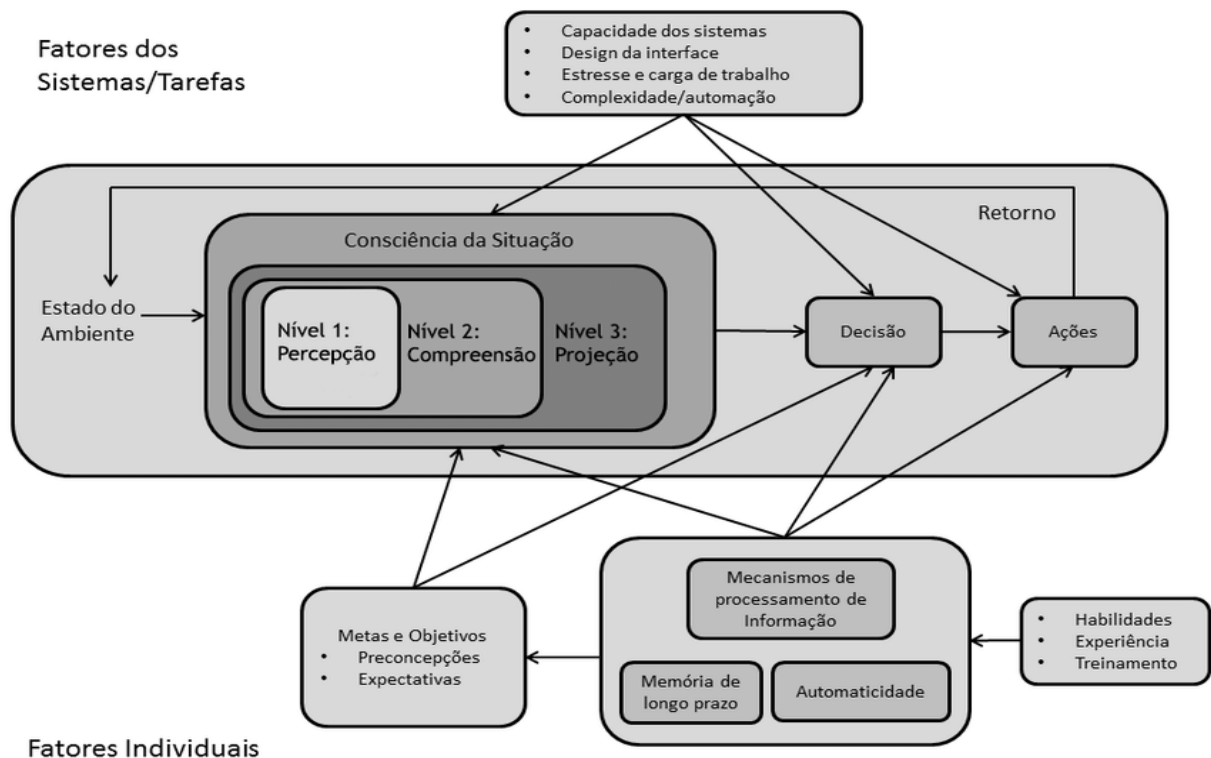 Fatores dos
Sistemas/Tarefas
• Capacidade dos sistemas
• Design da interface
• Estresse e carga de trabalho
• Complexidade/automação
Retorno
Consciência da Situação
Estado do
Ambiente
Nível 1:
Percepção
Nível 2:
Compreensão
Nível 3:
Projeção
Decisão
Ações
Mecanismos de
processamento de
Informação
Memória de
longo prazo
Automaticidade
Metas e Objetivos
• Preconcepções
• Expectativas
• Habilidades
• Experiência
• Treinamento
Fatores Individuais